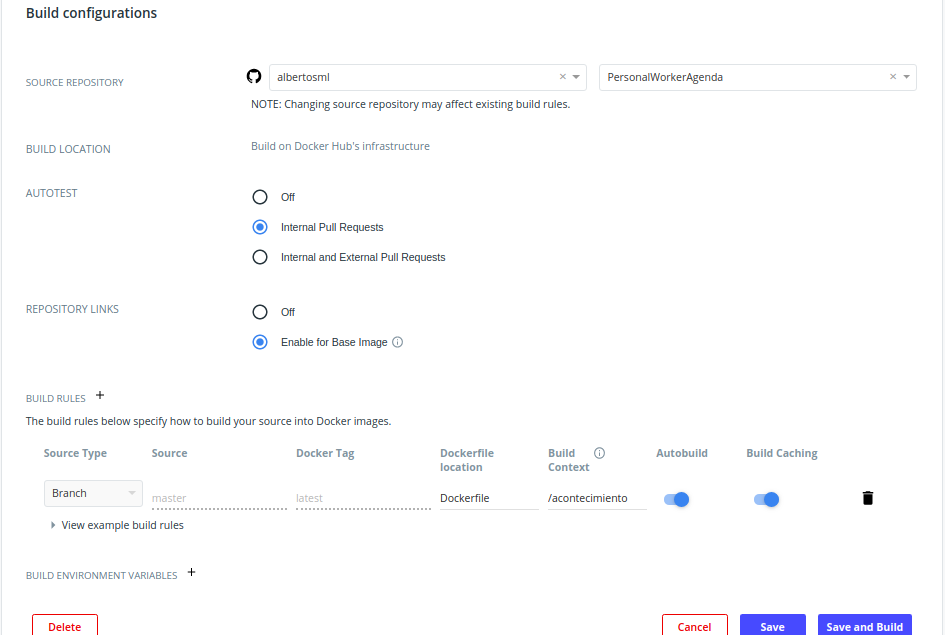 Build configurations
SOURCE REPOSITORY
albertosml
PersonalWorkerAgenda
NOTE: Changing source repository may affect existing build rules.
BUILD LOCATION
Build on Docker Hub's infrastructure
AUTOTEST
Off
Internal Pull Requests
Internal and External Pull Requests
REPOSITORY LINKS
Off
Enable for Base Image
BUILD RULES +
The build rules below specify how to build your source into Docker images.
Source Type
Source
Docker Tag
Dockerfile
location
Build
Context
Autobuild
Build Caching
Branch
master
latest
Dockerfile
/acontecimiento
View example build rules
BUILD ENVIRONMENT VARIABLES +
Delete
Cancel
Save
Save and Build